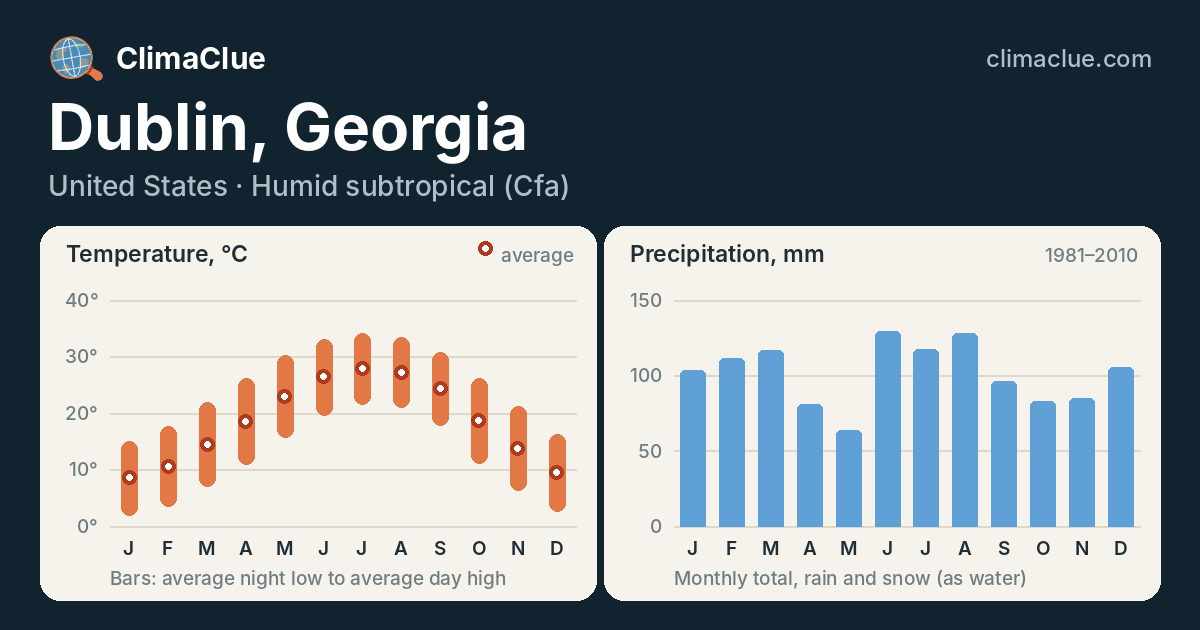 ClimaClue
climaclue.com
Dublin, Georgia
United States · Humid subtropical (Cfa)
Temperature, °C
average
40°
30°
20°
10°
0°
J F M A M J J A S O N D
Bars: average night low to average day high
Precipitation, mm
1981–2010
150
100
50
0
J F M A M J J A S O N D
Monthly total, rain and snow (as water)